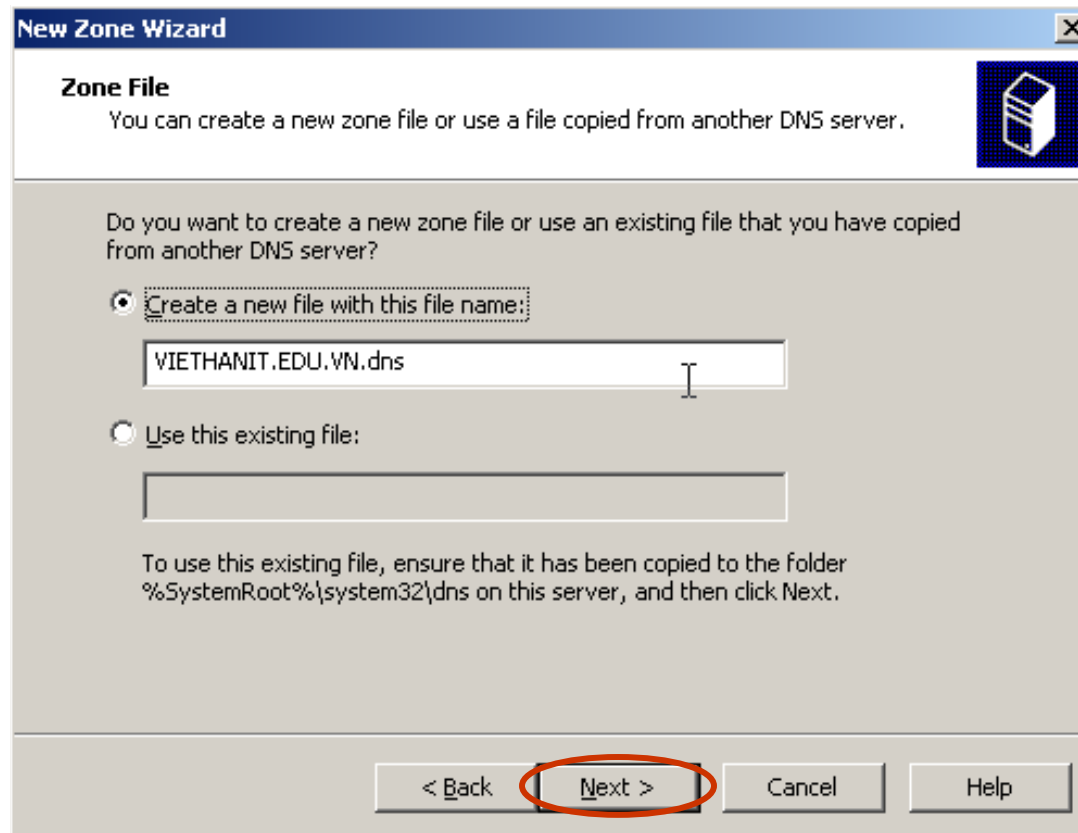 New Zone Wizard
Zone File
You can create a new zone file or use a file copied from another DNS server.
Do you want to create a new zone file or use an existing file that you have copied
from another DNS server?
Create a new file with this file name:
VIETHANIT.EDU.VN.dns
Use this existing file:
To use this existing file, ensure that it has been copied to the folder
%SystemRoot%\system32\dns on this server, and then click Next.
< Back Next > Cancel Help